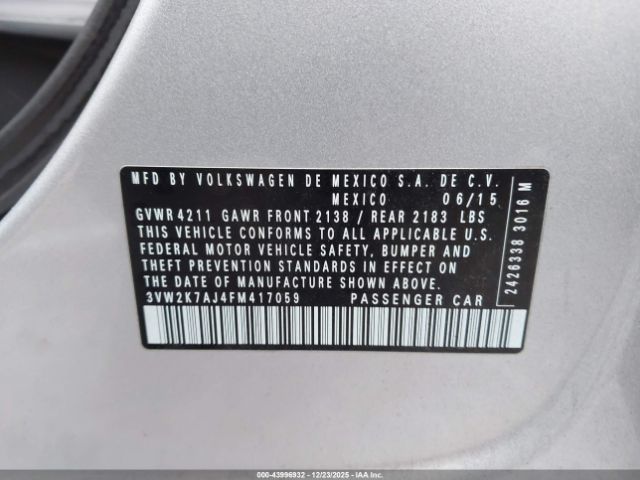 MFD BY VOLKSWAGEN DE MEXICO S.A. DE C.V.
MEXICO 06/15
GVWR 4211 GAWR FRONT 2138 / REAR 2183 LBS
THIS VEHICLE CONFORMS TO ALL APPLICABLE U.S.
FEDERAL MOTOR VEHICLE SAFETY, BUMPER AND
THEFT PREVENTION STANDARDS IN EFFECT ON
THE DATE OF MANUFACTURE SHOWN ABOVE.
3VW2K7AJ4FM417059 PASSENGER CAR
2426338 3016 M
000-43996932 12/23/2025 IAAI.com